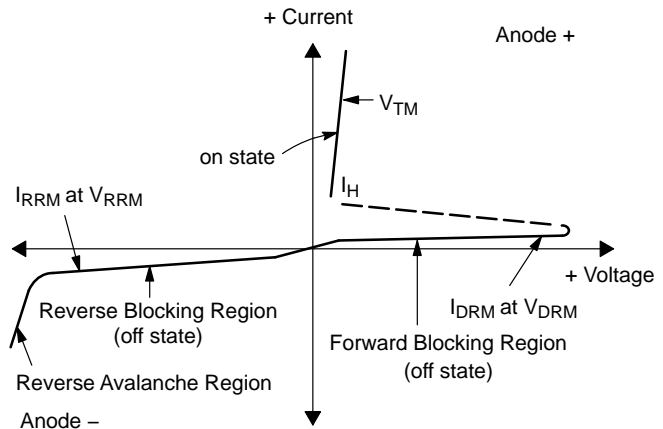 + Current
Anode +
V_TM
on state
I_H
I_RRM at V_RRM
+ Voltage
I_DRM at V_DRM
Reverse Blocking Region
(off state)
Forward Blocking Region
(off state)
Reverse Avalanche Region
Anode −